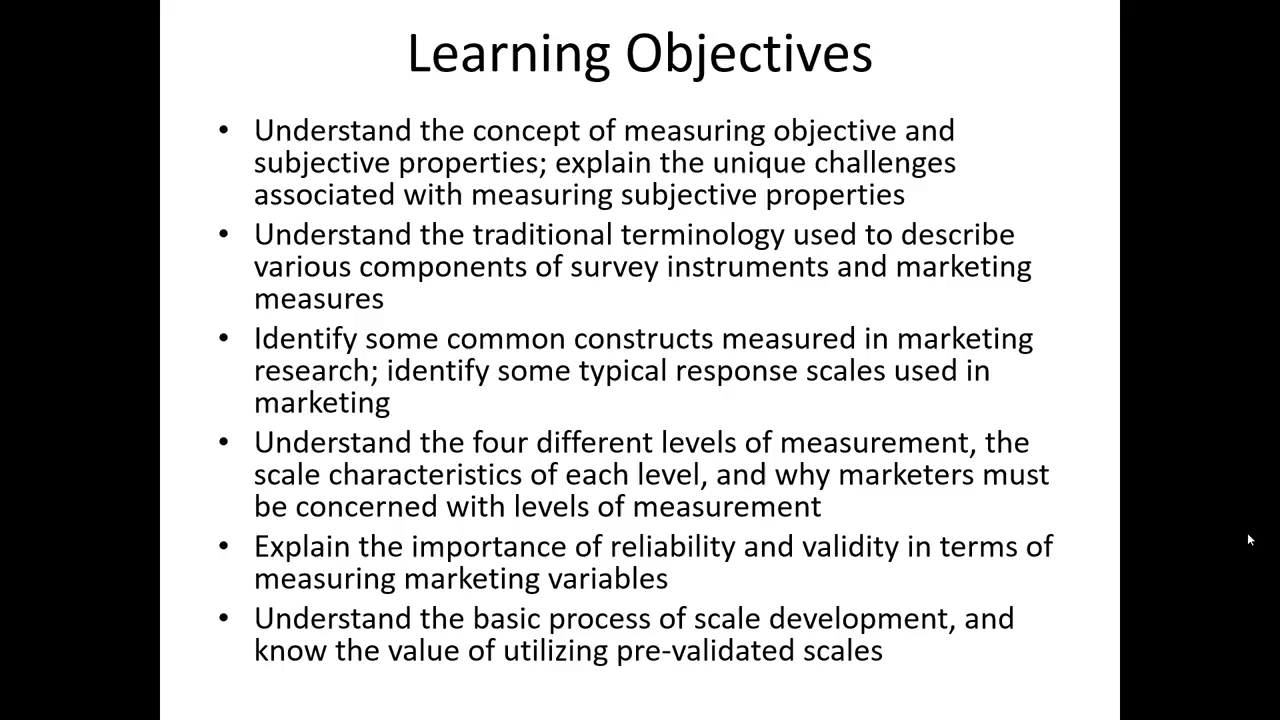 Learning Objectives
• Understand the concept of measuring objective and
subjective properties; explain the unique challenges
associated with measuring subjective properties
• Understand the traditional terminology used to describe
various components of survey instruments and marketing
measures
• Identify some common constructs measured in marketing
research; identify some typical response scales used in
marketing
• Understand the four different levels of measurement, the
scale characteristics of each level, and why marketers must
be concerned with levels of measurement
• Explain the importance of reliability and validity in terms of
measuring marketing variables
• Understand the basic process of scale development, and
know the value of utilizing pre-validated scales